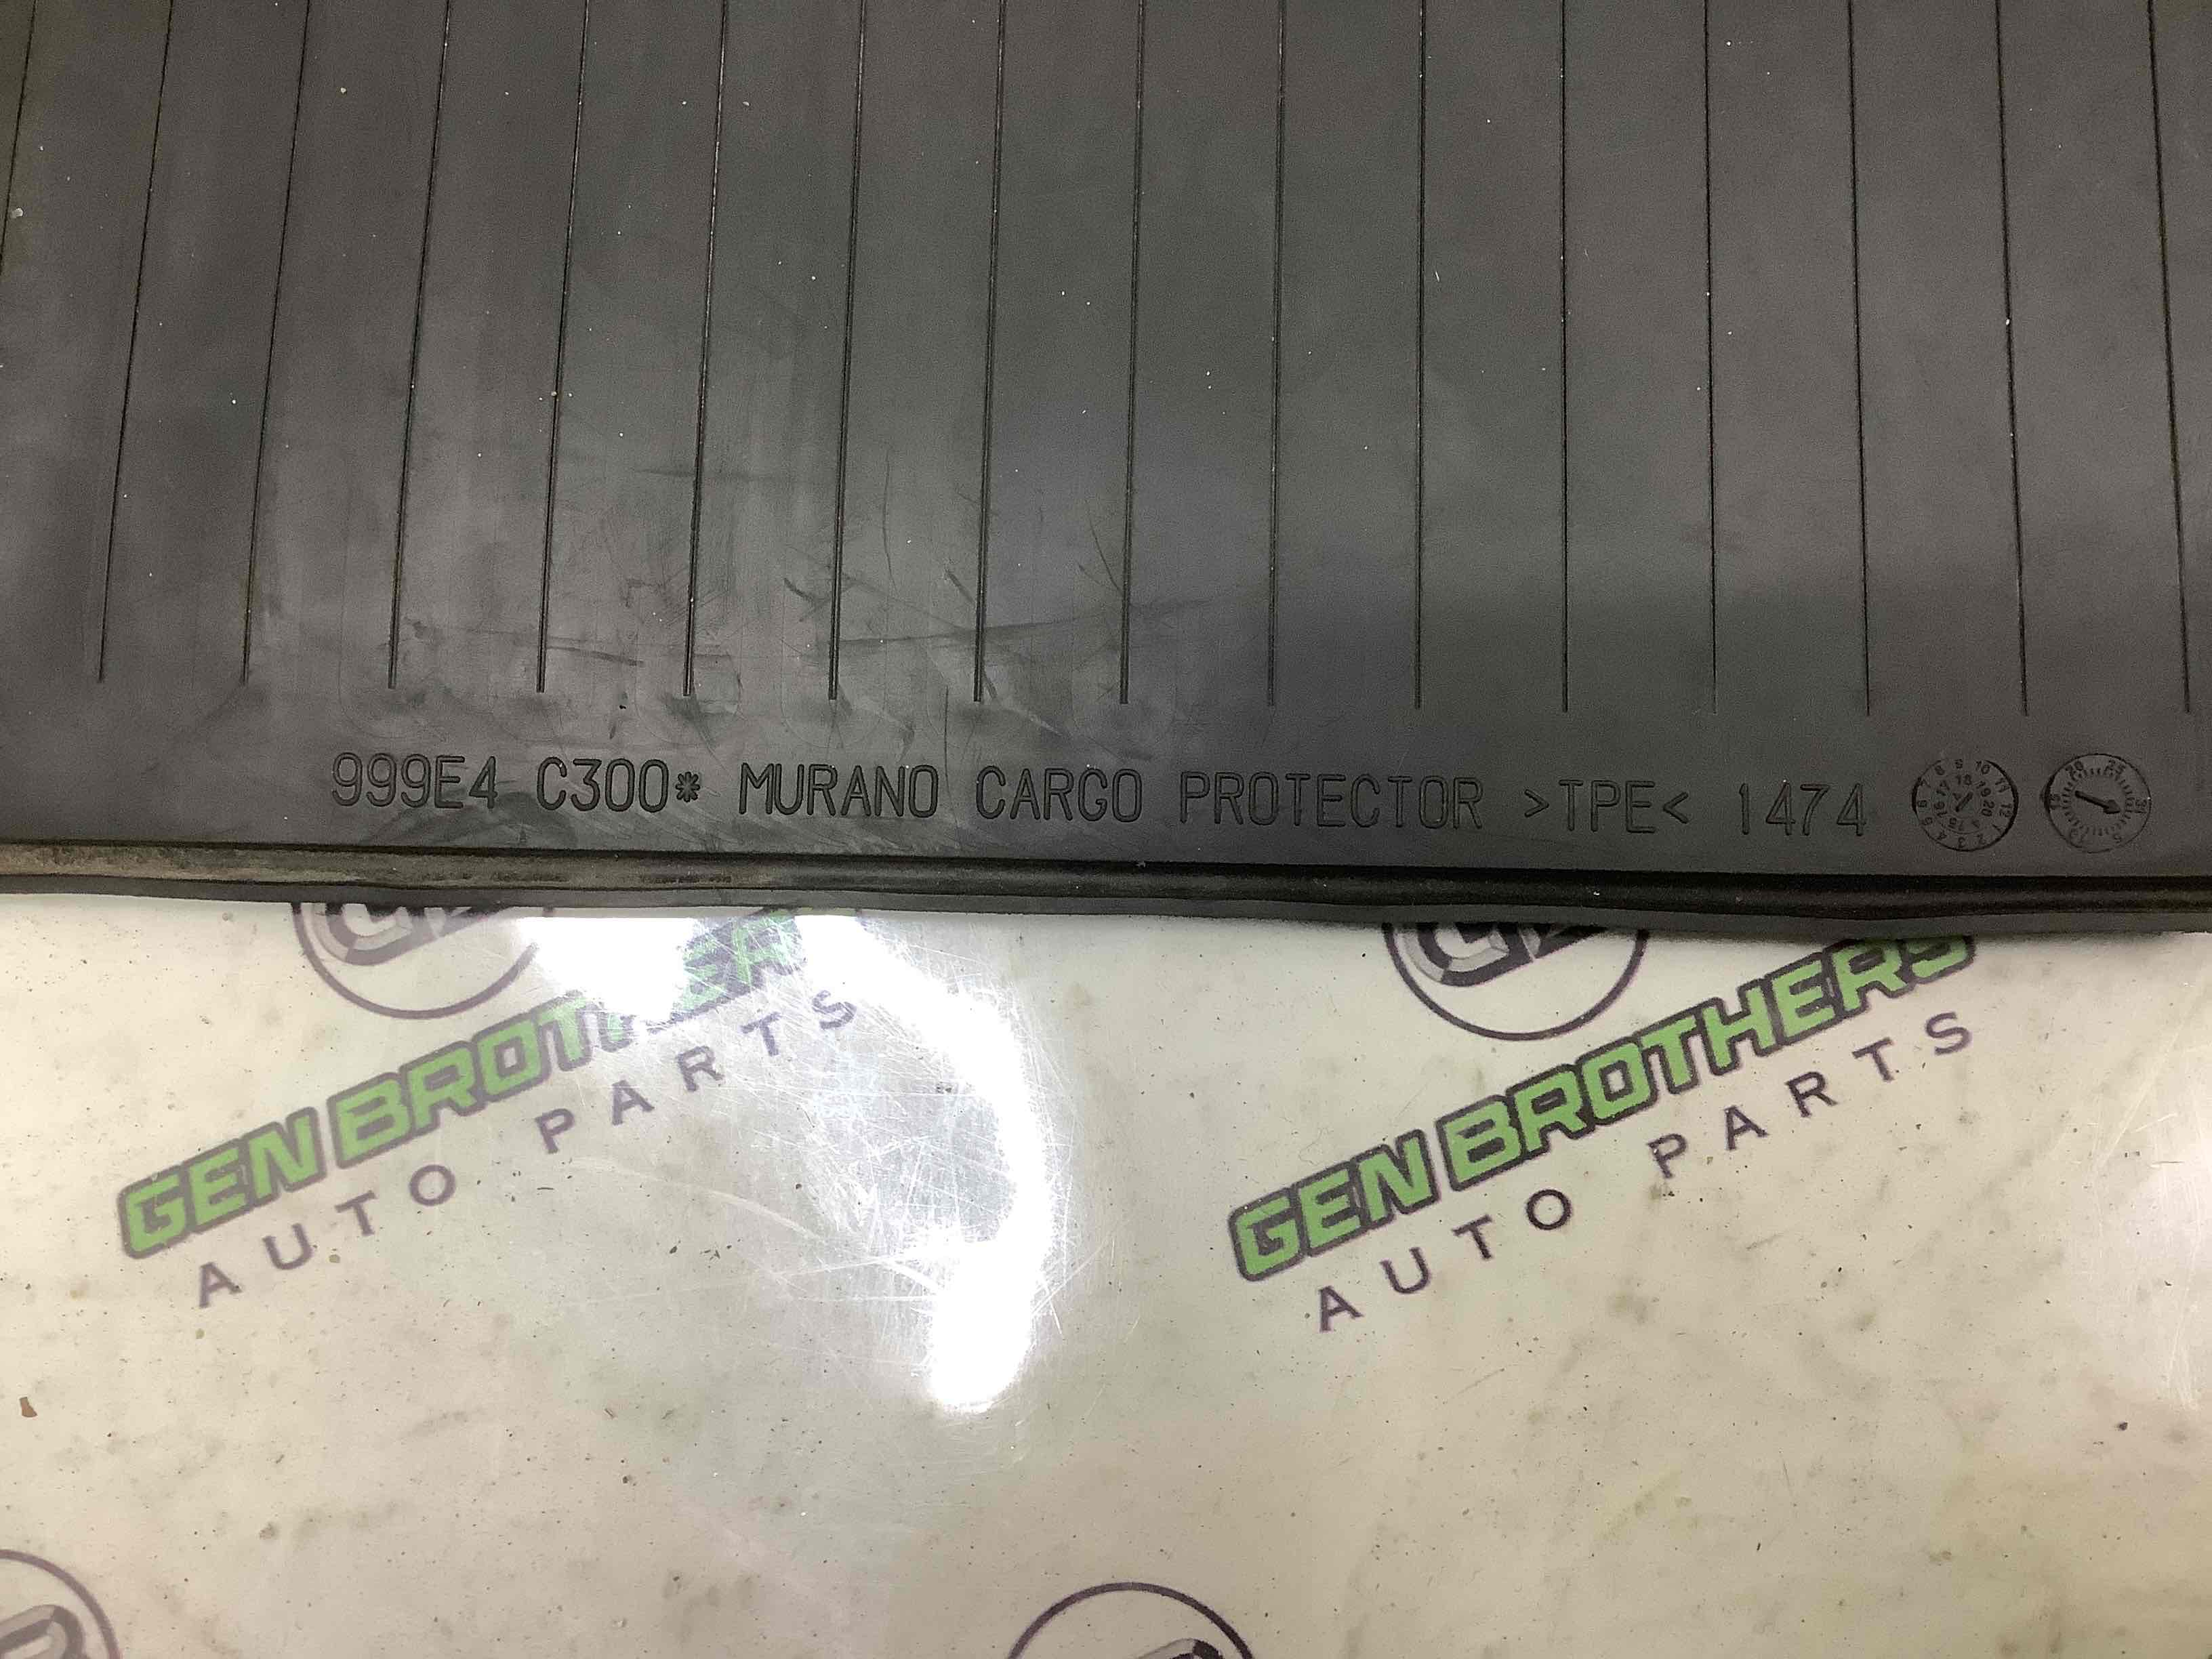 999E4 C300* MURANO CARGO PROTECTOR >TPE< 1474
GEN BROTHERS
AUTO PARTS
GEN BROTHERS
AUTO PARTS